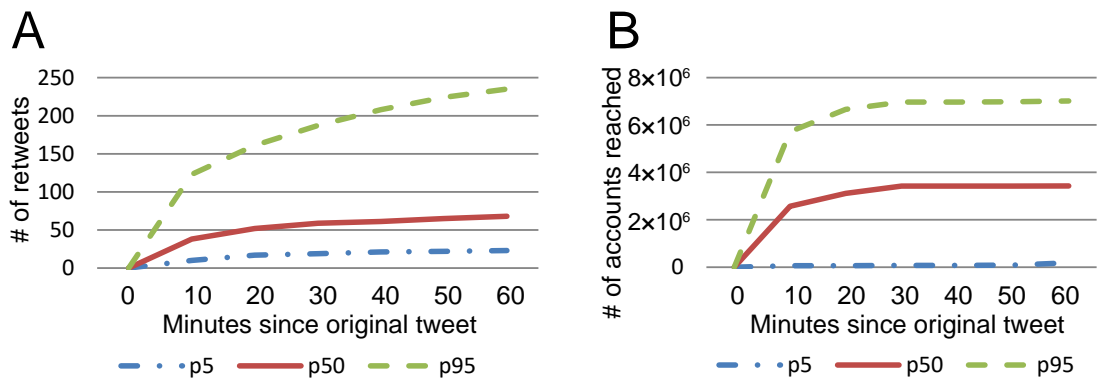 A
# of retweets
250
200
150
100
50
0
0 10 20 30 40 50 60
Minutes since original tweet
p5 p50 p95
B
# of accounts reached
8×10⁶
6×10⁶
4×10⁶
2×10⁶
0
0 10 20 30 40 50 60
Minutes since original tweet
p5 p50 p95